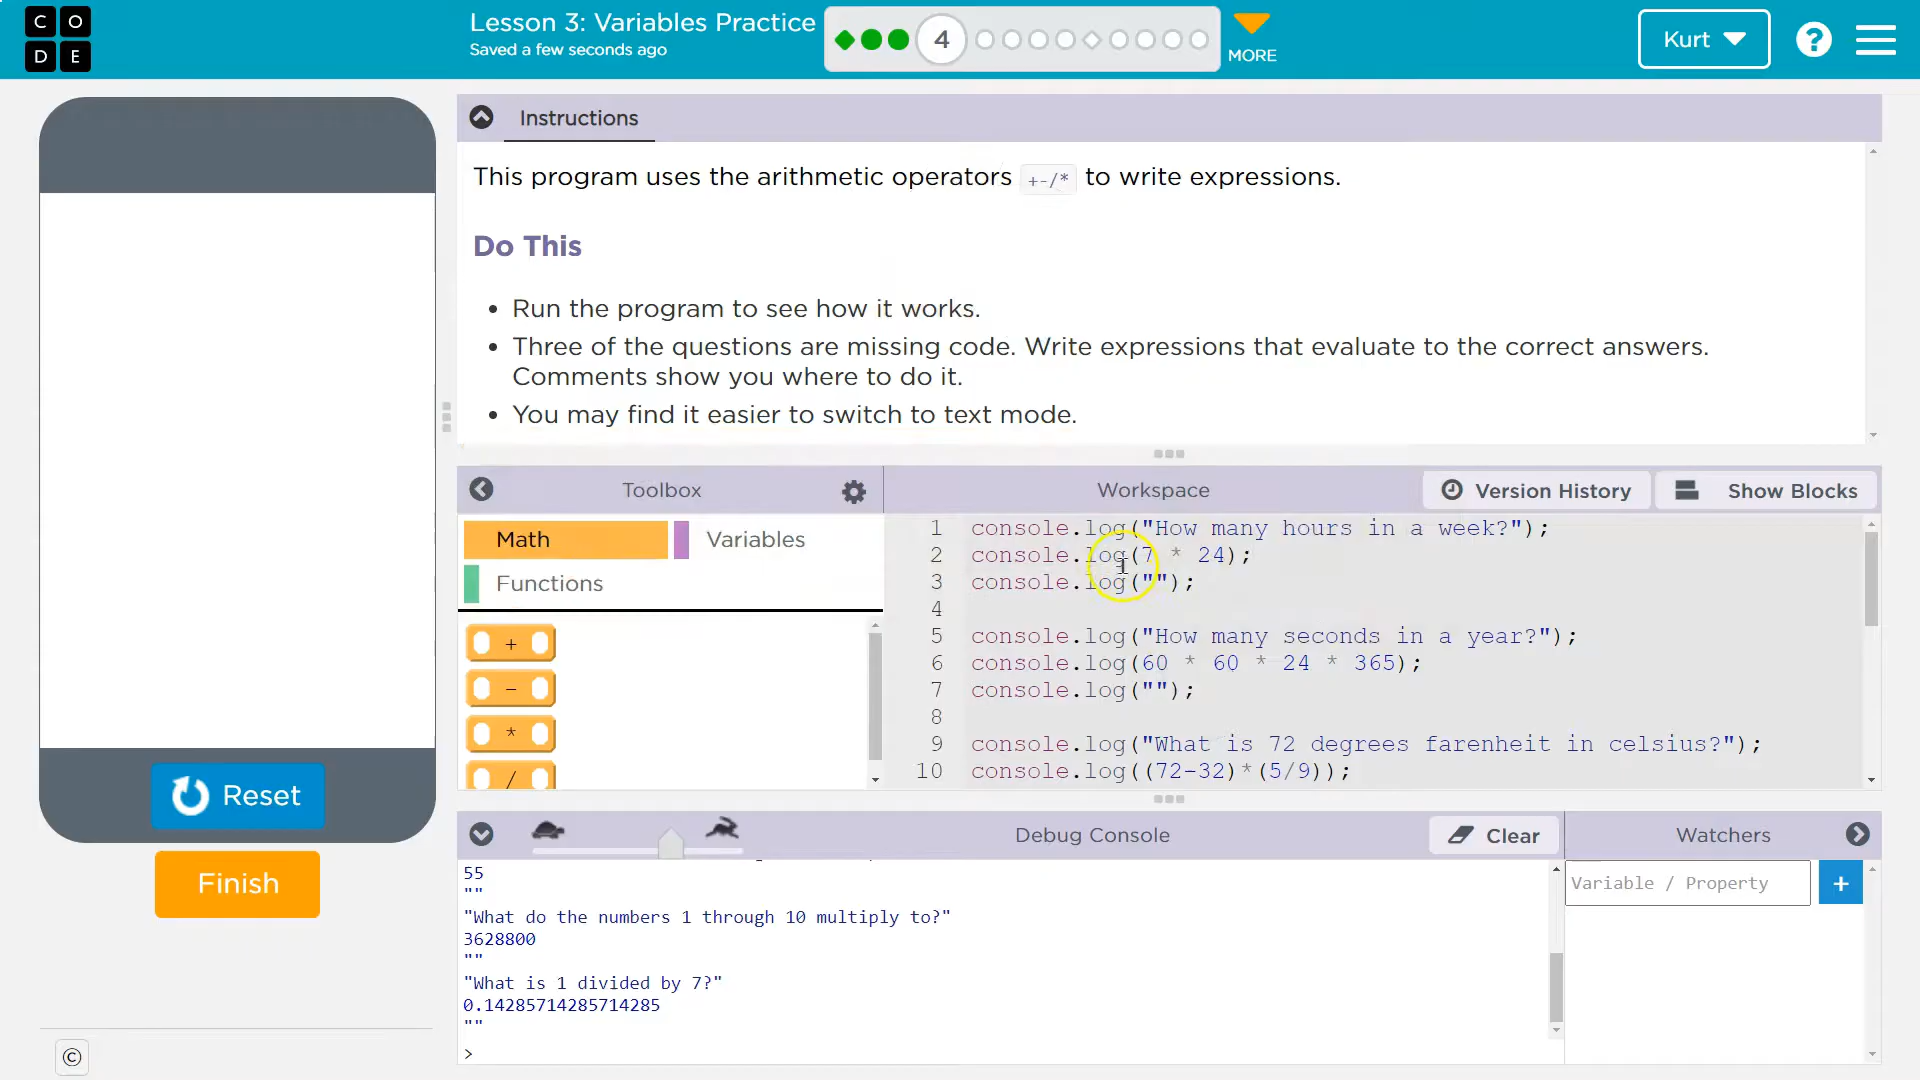 C O
D E
Lesson 3: Variables Practice
Saved a few seconds ago
4
MORE
Kurt
?
Instructions
This program uses the arithmetic operators +-/* to write expressions.
Do This
• Run the program to see how it works.
• Three of the questions are missing code. Write expressions that evaluate to the correct answers.
Comments show you where to do it.
• You may find it easier to switch to text mode.
Toolbox
Workspace
Version History
Show Blocks
Math
Variables
Functions
+
-
*
/
1 console.log("How many hours in a week?");
2 console.log(7 * 24);
3 console.log("");
4
5 console.log("How many seconds in a year?");
6 console.log(60 * 60 * 24 * 365);
7 console.log("");
8
9 console.log("What is 72 degrees farenheit in celsius?");
10 console.log((72-32)*(5/9));
Reset
Finish
Debug Console
Clear
Watchers
Variable / Property
+
55
""
"What do the numbers 1 through 10 multiply to?"
3628800
""
"What is 1 divided by 7?"
0.14285714285714285
""
>
©